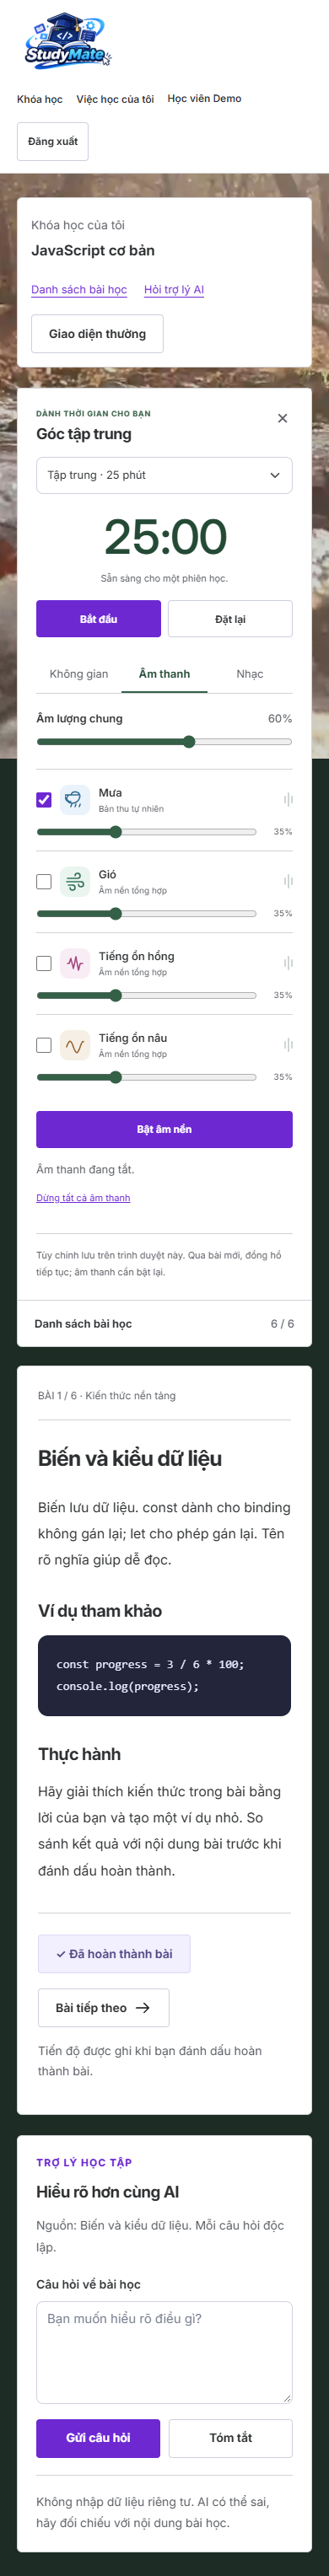 StudyMate
Khóa học
Việc học của tôi
Học viên Demo
Đăng xuất
Khóa học của tôi
JavaScript cơ bản
Danh sách bài học
Hỏi trợ lý AI
Giao diện thường
DÀNH THỜI GIAN CHO BẠN
Góc tập trung
Tập trung · 25 phút
25:00
Sẵn sàng cho một phiên học.
Bắt đầu
Đặt lại
Không gian
Âm thanh
Nhạc
Âm lượng chung
60%
Mưa
Bản thu tự nhiên
35%
Gió
Âm nền tổng hợp
35%
Tiếng ồn hồng
Âm nền tổng hợp
35%
Tiếng ồn nâu
Âm nền tổng hợp
35%
Bật âm nền
Âm thanh đang tắt.
Dừng tất cả âm thanh
Tùy chỉnh lưu trên trình duyệt này. Qua bài mới, đồng hồ
tiếp tục; âm thanh cần bật lại.
Danh sách bài học
6 / 6
BÀI 1 / 6 · Kiến thức nền tảng
Biến và kiểu dữ liệu
Biến lưu dữ liệu. const dành cho binding
không gán lại; let cho phép gán lại. Tên
rõ nghĩa giúp dễ đọc.
Ví dụ tham khảo
const progress = 3 / 6 * 100;
console.log(progress);
Thực hành
Hãy giải thích kiến thức trong bài bằng
lời của bạn và tạo một ví dụ nhỏ. So
sánh kết quả với nội dung bài trước khi
đánh dấu hoàn thành.
✓ Đã hoàn thành bài
Bài tiếp theo →
Tiến độ được ghi khi bạn đánh dấu hoàn
thành bài.
TRỢ LÝ HỌC TẬP
Hiểu rõ hơn cùng AI
Nguồn: Biến và kiểu dữ liệu. Mỗi câu hỏi độc
lập.
Câu hỏi về bài học
Bạn muốn hiểu rõ điều gì?
Gửi câu hỏi
Tóm tắt
Không nhập dữ liệu riêng tư. AI có thể sai,
hãy đối chiếu với nội dung bài học.